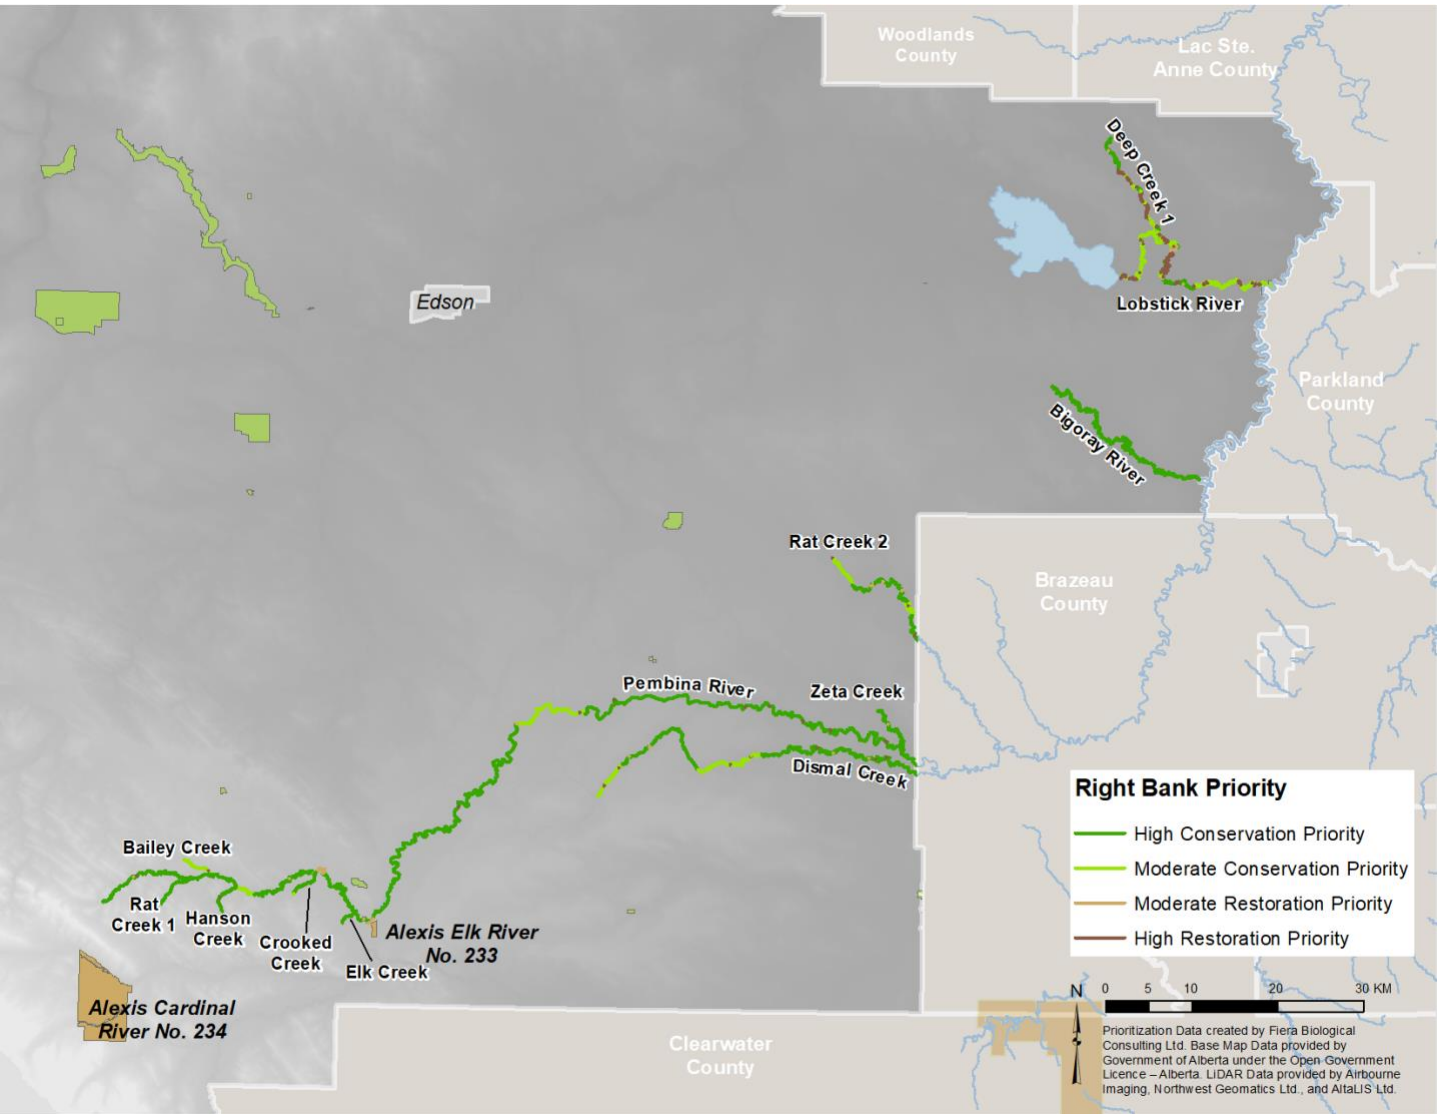 Woodlands
County
Lac Ste.
Anne County
Deep Creek 1
Edson
Lobstick River
Parkland
County
Bigoray River
Rat Creek 2
Brazeau
County
Pembina River
Zeta Creek
Dismal Creek
Right Bank Priority
High Conservation Priority
Moderate Conservation Priority
Moderate Restoration Priority
High Restoration Priority
Bailey Creek
Rat
Creek 1
Hanson
Creek
Crooked
Creek
Elk Creek
Alexis Elk River
No. 233
Alexis Cardinal
River No. 234
Clearwater
County
N
0 5 10 20 30 KM
Prioritization Data created by Fiera Biological
Consulting Ltd. Base Map Data provided by
Government of Alberta under the Open Government
Licence – Alberta. LiDAR Data provided by Airbourne
Imaging, Northwest Geomatics Ltd., and AltaLIS Ltd.